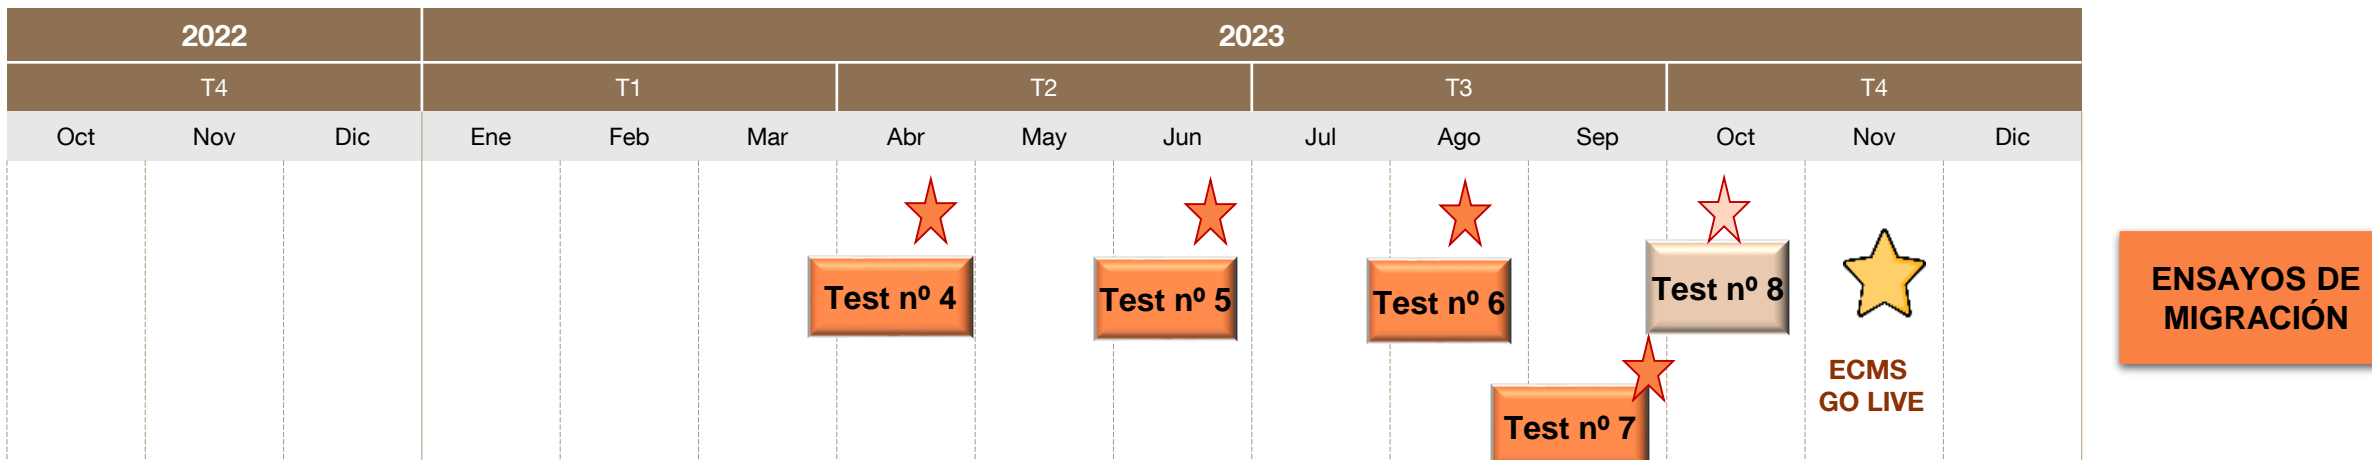 2022 2023
T4 T1 T2 T3 T4
Oct Nov Dic Ene Feb Mar Abr May Jun Jul Ago Sep Oct Nov Dic
Test nº 4 Test nº 5 Test nº 6 Test nº 8
Test nº 7
ECMS
GO LIVE
ENSAYOS DE
MIGRACIÓN